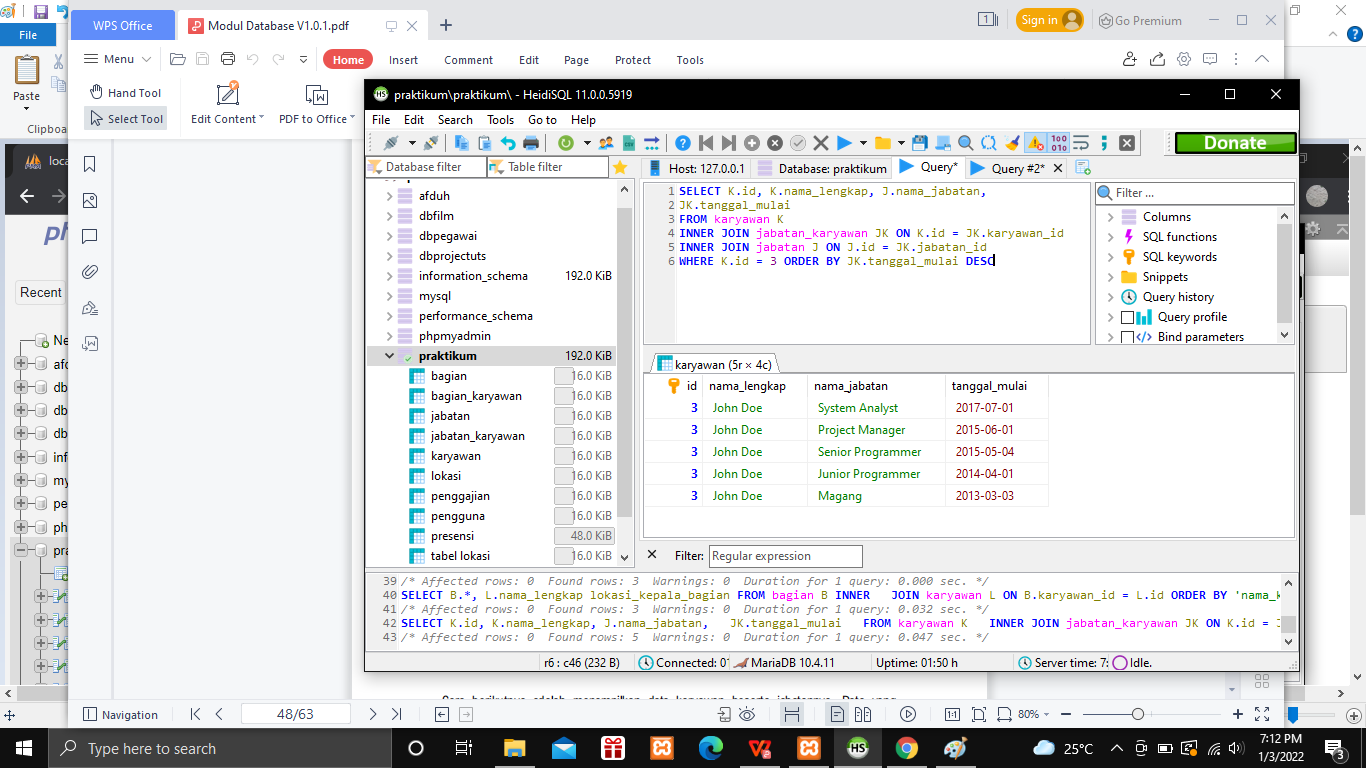 WPS Office
Modul Database V1.0.1.pdf
1
Sign in
Go Premium
File
Menu
Home
Insert
Comment
Edit
Page
Protect
Tools
Paste
Hand Tool
Select Tool
Edit Content
PDF to Office
Clipboa
praktikum\praktikum\ - HeidiSQL 11.0.0.5919
File Edit Search Tools Go to Help
Donate
Database filter
Table filter
Host: 127.0.0.1
Database: praktikum
Query*
Query #2*
afduh
dbfilm
dbpegawai
dbprojectuts
information_schema 192.0 KiB
mysql
performance_schema
phpmyadmin
praktikum 192.0 KiB
bagian 16.0 KiB
bagian_karyawan 16.0 KiB
jabatan 16.0 KiB
jabatan_karyawan 16.0 KiB
karyawan 16.0 KiB
lokasi 16.0 KiB
penggajian 16.0 KiB
pengguna 16.0 KiB
presensi 48.0 KiB
tabel lokasi 16.0 KiB
1 SELECT K.id, K.nama_lengkap, J.nama_jabatan,
2 JK.tanggal_mulai
3 FROM karyawan K
4 INNER JOIN jabatan_karyawan JK ON K.id = JK.karyawan_id
5 INNER JOIN jabatan J ON J.id = JK.jabatan_id
6 WHERE K.id = 3 ORDER BY JK.tanggal_mulai DESC
Filter ...
Columns
SQL functions
SQL keywords
Snippets
Query history
Query profile
Bind parameters
karyawan (5r × 4c)
id nama_lengkap nama_jabatan tanggal_mulai
3 John Doe System Analyst 2017-07-01
3 John Doe Project Manager 2015-06-01
3 John Doe Senior Programmer 2015-05-04
3 John Doe Junior Programmer 2014-04-01
3 John Doe Magang 2013-03-03
Filter: Regular expression
39 /* Affected rows: 0 Found rows: 3 Warnings: 0 Duration for 1 query: 0.000 sec. */
40 SELECT B.*, L.nama_lengkap lokasi_kepala_bagian FROM bagian B INNER JOIN karyawan L ON B.karyawan_id = L.id ORDER BY 'nama_k
41 /* Affected rows: 0 Found rows: 3 Warnings: 0 Duration for 1 query: 0.032 sec. */
42 SELECT K.id, K.nama_lengkap, J.nama_jabatan, JK.tanggal_mulai FROM karyawan K INNER JOIN jabatan_karyawan JK ON K.id = J
43 /* Affected rows: 0 Found rows: 5 Warnings: 0 Duration for 1 query: 0.047 sec. */
r6 : c46 (232 B)
Connected: 01
MariaDB 10.4.11
Uptime: 01:50 h
Server time: 7:
Idle.
loca
ph
Recent
Ne
afd
db
db
db
inf
my
pe
ph
pra
Navigation
48/63
80%
Type here to search
25°C
7:12 PM
1/3/2022
3